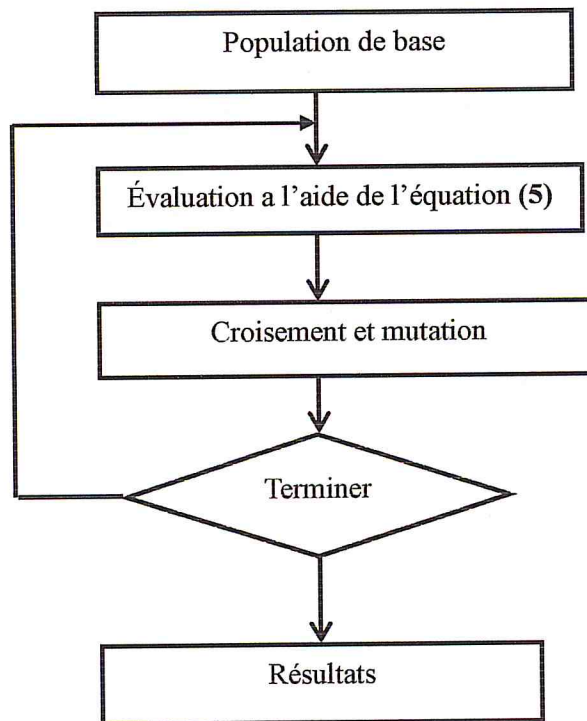 Population de base
Évaluation a l'aide de l'équation (5)
Croisement et mutation
Terminer
Résultats